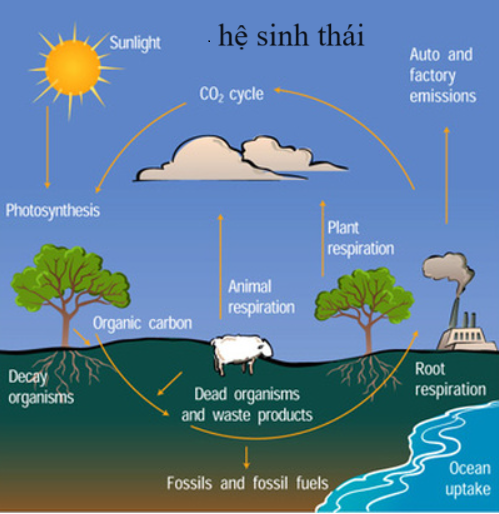 . hệ sinh thái
Sunlight
Auto and
factory
emissions
CO₂ cycle
Photosynthesis
Plant
respiration
Animal
respiration
Organic carbon
Decay
organisms
Dead organisms
and waste products
Root
respiration
Ocean
uptake
Fossils and fossil fuels